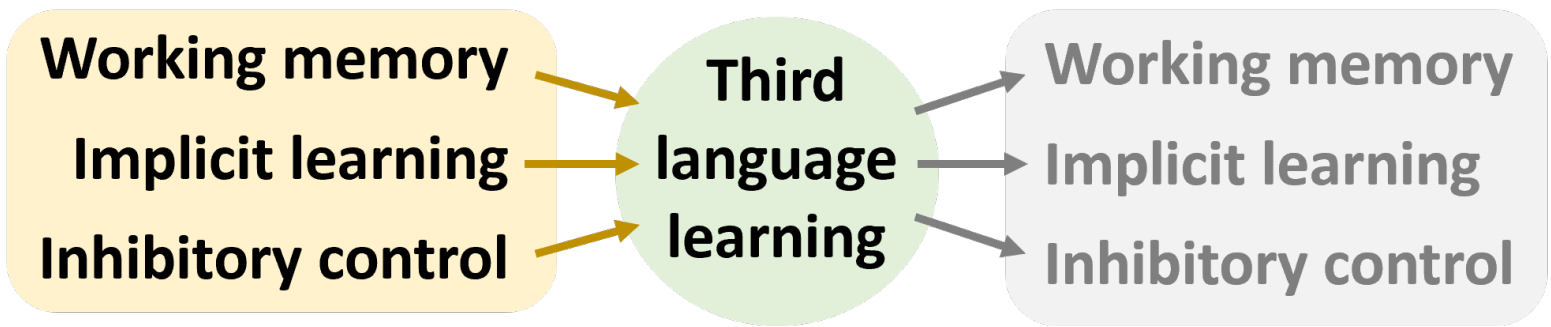 Working memory
Implicit learning
Inhibitory control
Third
language
learning
Working memory
Implicit learning
Inhibitory control